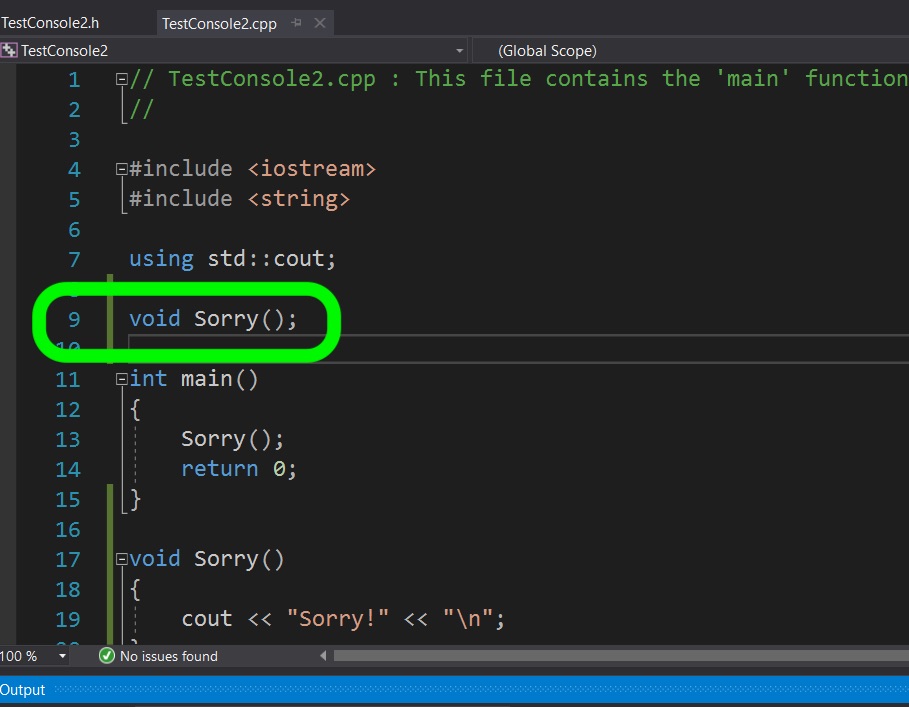 TestConsole2.h
TestConsole2.cpp
TestConsole2
(Global Scope)
1 // TestConsole2.cpp : This file contains the 'main' function
2 //
3
4 #include <iostream>
5 #include <string>
6
7 using std::cout;
9 void Sorry();
10
11 int main()
12 {
13 Sorry();
14 return 0;
15 }
16
17 void Sorry()
18 {
19 cout << "Sorry!" << "\n";
100 %
No issues found
Output